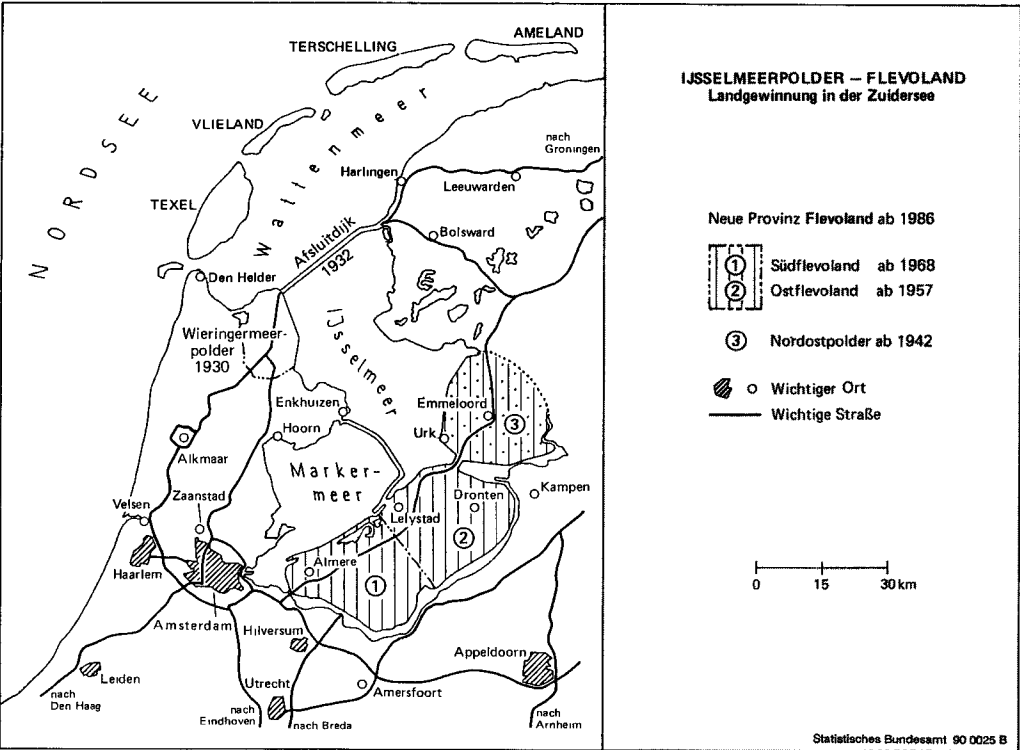 AMELAND
TERSCHELLING
VLIELAND
TEXEL
NORDSEE
Wattenmeer
nach
Groningen
Harlingen
Leeuwarden
Bolsward
Afsluitdijk
1932
Den Helder
Wieringermeer-
polder
1930
IJsselmeer
Enkhuizen
Hoorn
Emmeloord
3
Urk
Alkmaar
Marker-
meer
Kampen
Dronten
Lelystad
2
Zaanstad
Velsen
Haarlem
Almere
1
Amsterdam
Hilversum
Appeldoorn
Leiden
Utrecht
Amersfoort
nach
Den Haag
nach
Eindhoven
nach Breda
nach
Arnheim
IJSSELMEERPOLDER – FLEVOLAND
Landgewinnung in der Zuidersee
Neue Provinz Flevoland ab 1986
1 Südflevoland ab 1968
2 Ostflevoland ab 1957
3 Nordostpolder ab 1942
Wichtiger Ort
Wichtige Straße
0 15 30 km
Statistisches Bundesamt 90 0025 B